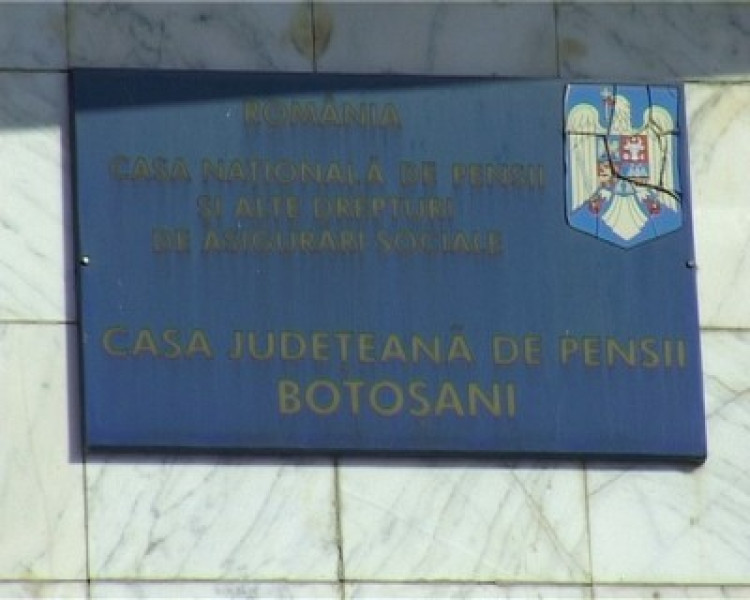 ROMÂNIA
CASA NAȚIONALĂ DE PENSII
ȘI ALTE DREPTURI
DE ASIGURĂRI SOCIALE
CASA JUDEȚEANĂ DE PENSII
BOTOȘANI